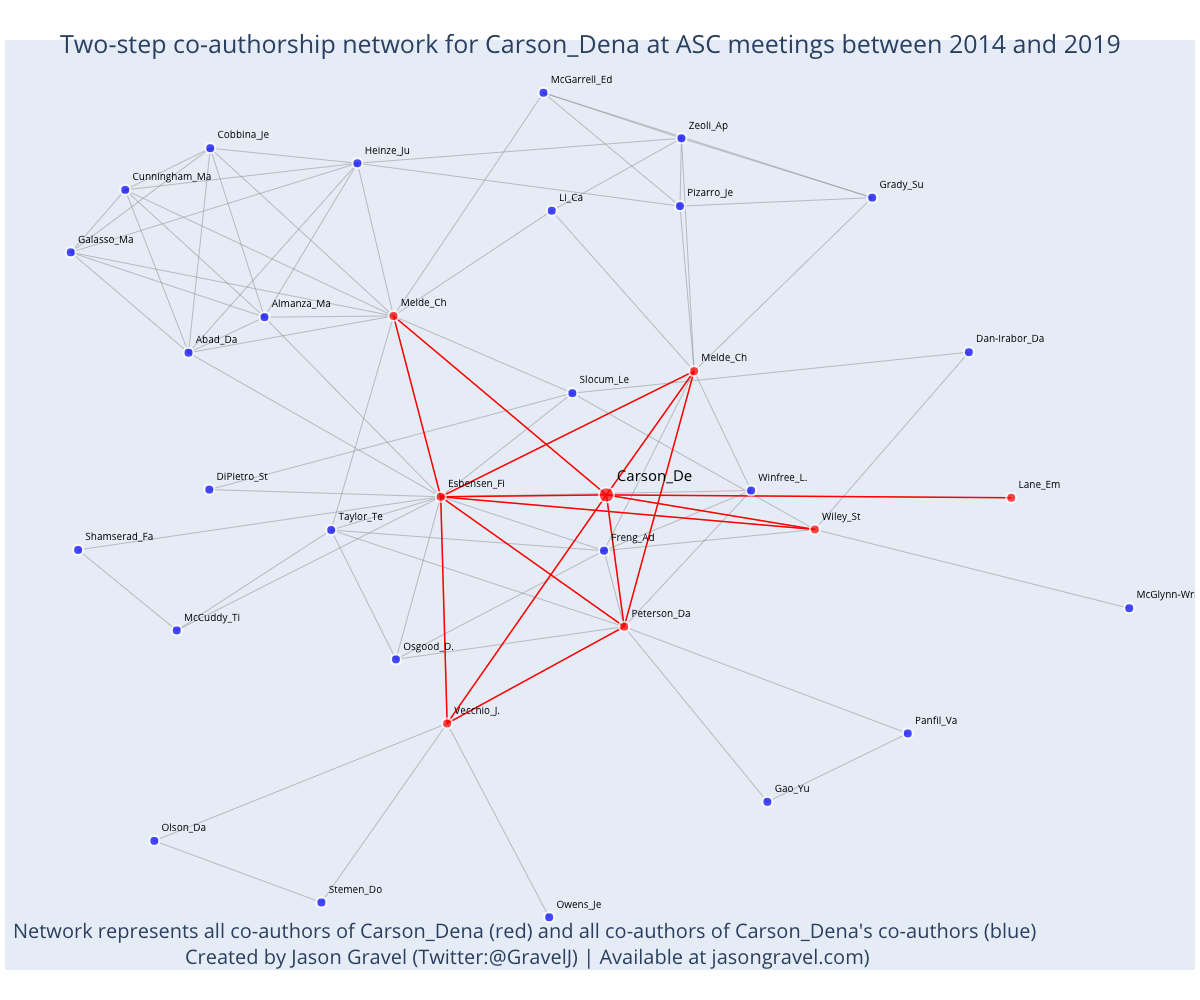 Two-step co-authorship network for Carson_Dena at ASC meetings between 2014 and 2019
McGarrell_Ed
Zeoli_Ap
Cobbina_Je
Heinze_Ju
Cunningham_Ma
Grady_Su
Pizarro_Je
Li_Ca
Galasso_Ma
Almanza_Ma
Melde_Ch
Abad_Da
Dan-Irabor_Da
Melde_Ch
Slocum_Le
DiPietro_St
Carson_De
Winfree_L.
Esbensen_Fi
Lane_Em
Taylor_Te
Wiley_St
Shamserad_Fa
Freng_Ad
McGlynn-Wri
McCuddy_Ti
Peterson_Da
Osgood_D.
Vecchio_J.
Panfil_Va
Gao_Yu
Olson_Da
Stemen_Do
Owens_Je
Network represents all co-authors of Carson_Dena (red) and all co-authors of Carson_Dena's co-authors (blue)
Created by Jason Gravel (Twitter:@GravelJ) | Available at jasongravel.com)